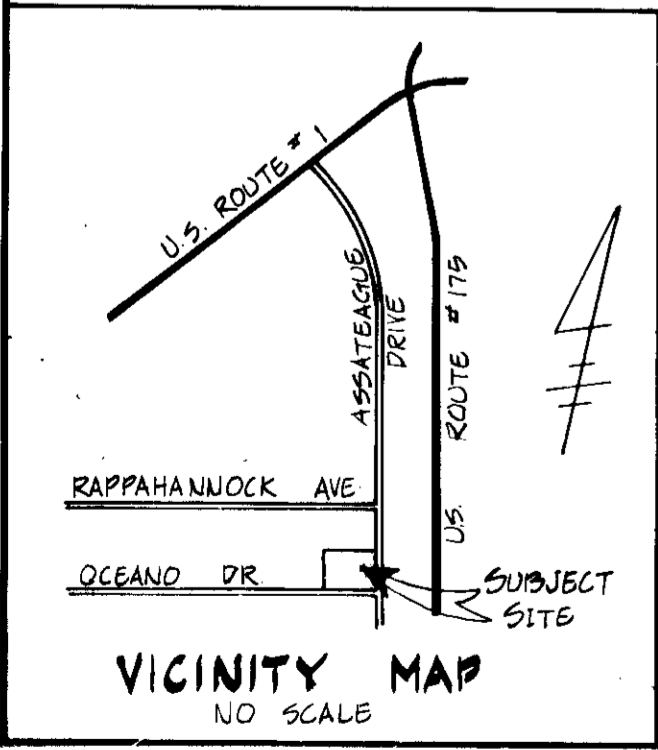 U.S. ROUTE # 1
ASSATEAGUE
DRIVE
U.S. ROUTE #175
RAPPAHANNOCK AVE
OCEANO DR.
SUBJECT
SITE
VICINITY MAP
NO SCALE